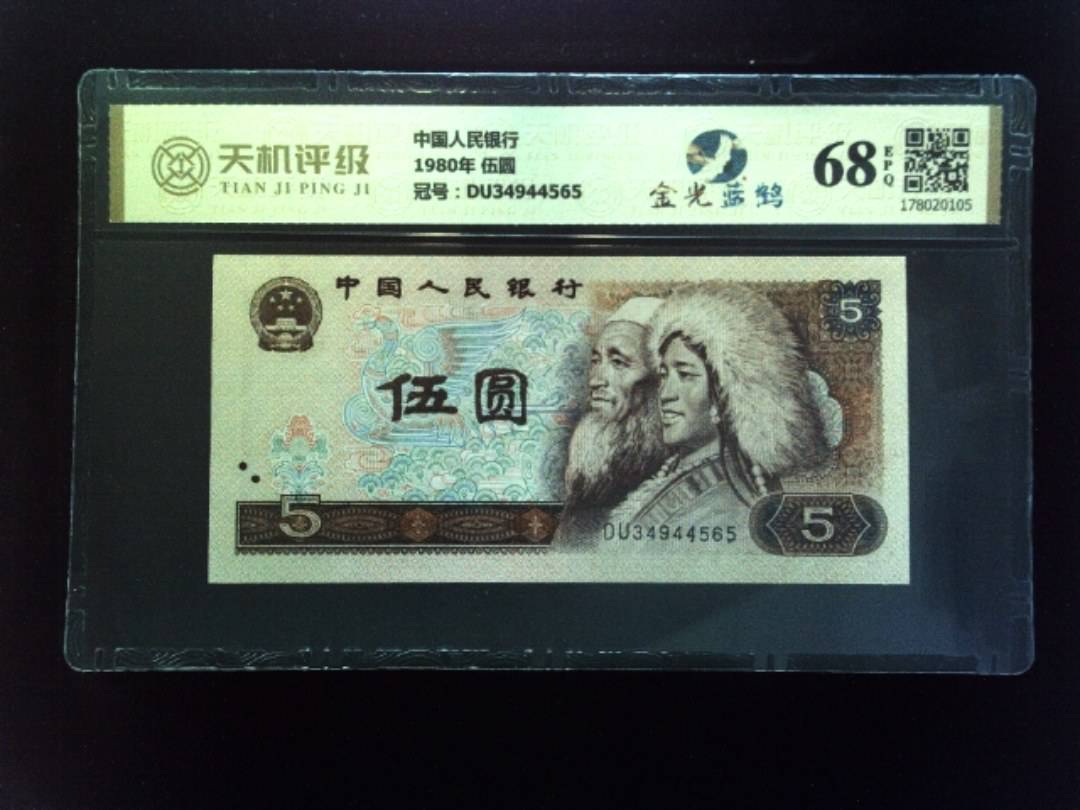 天机评级
TIAN JI PING JI
中国人民银行
1980年 伍圆
冠号：DU34944565
金光蓝鹤
68
EPQ
178020105
中国人民银行
5
伍圆
5
DU34944565
5